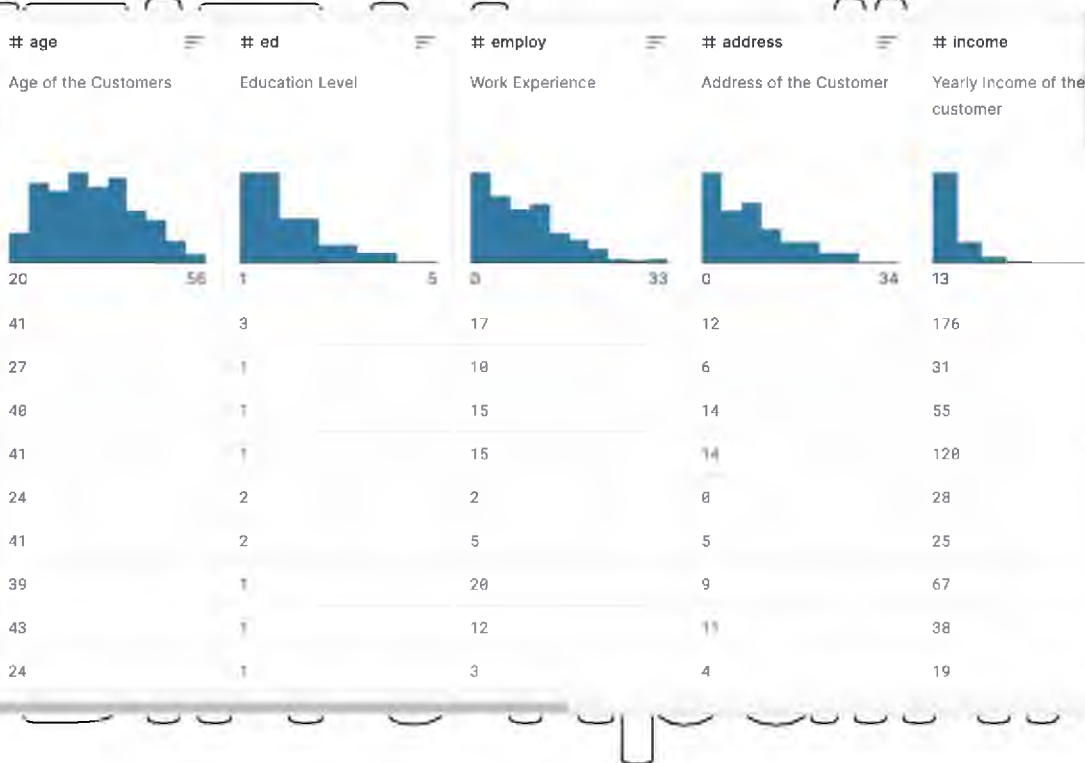 # age # ed # employ # address # income
Age of the Customers Education Level Work Experience Address of the Customer Yearly Income of the
customer
20 56 1 5 0 33 0 34 13
41 3 17 12 176
27 1 10 6 31
40 1 15 14 55
41 1 15 14 120
24 2 2 0 28
41 2 5 5 25
39 1 20 9 67
43 1 12 11 38
24 1 3 4 19